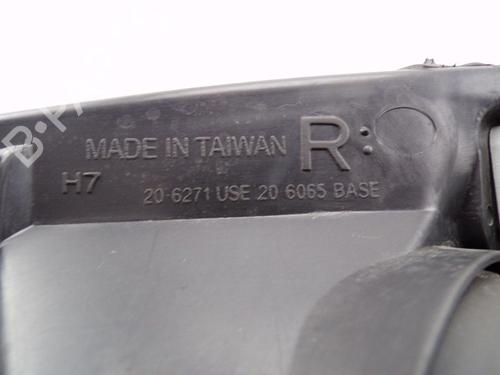 MADE IN TAIWAN R:
H7
20-6271 USE 20 6065 BASE